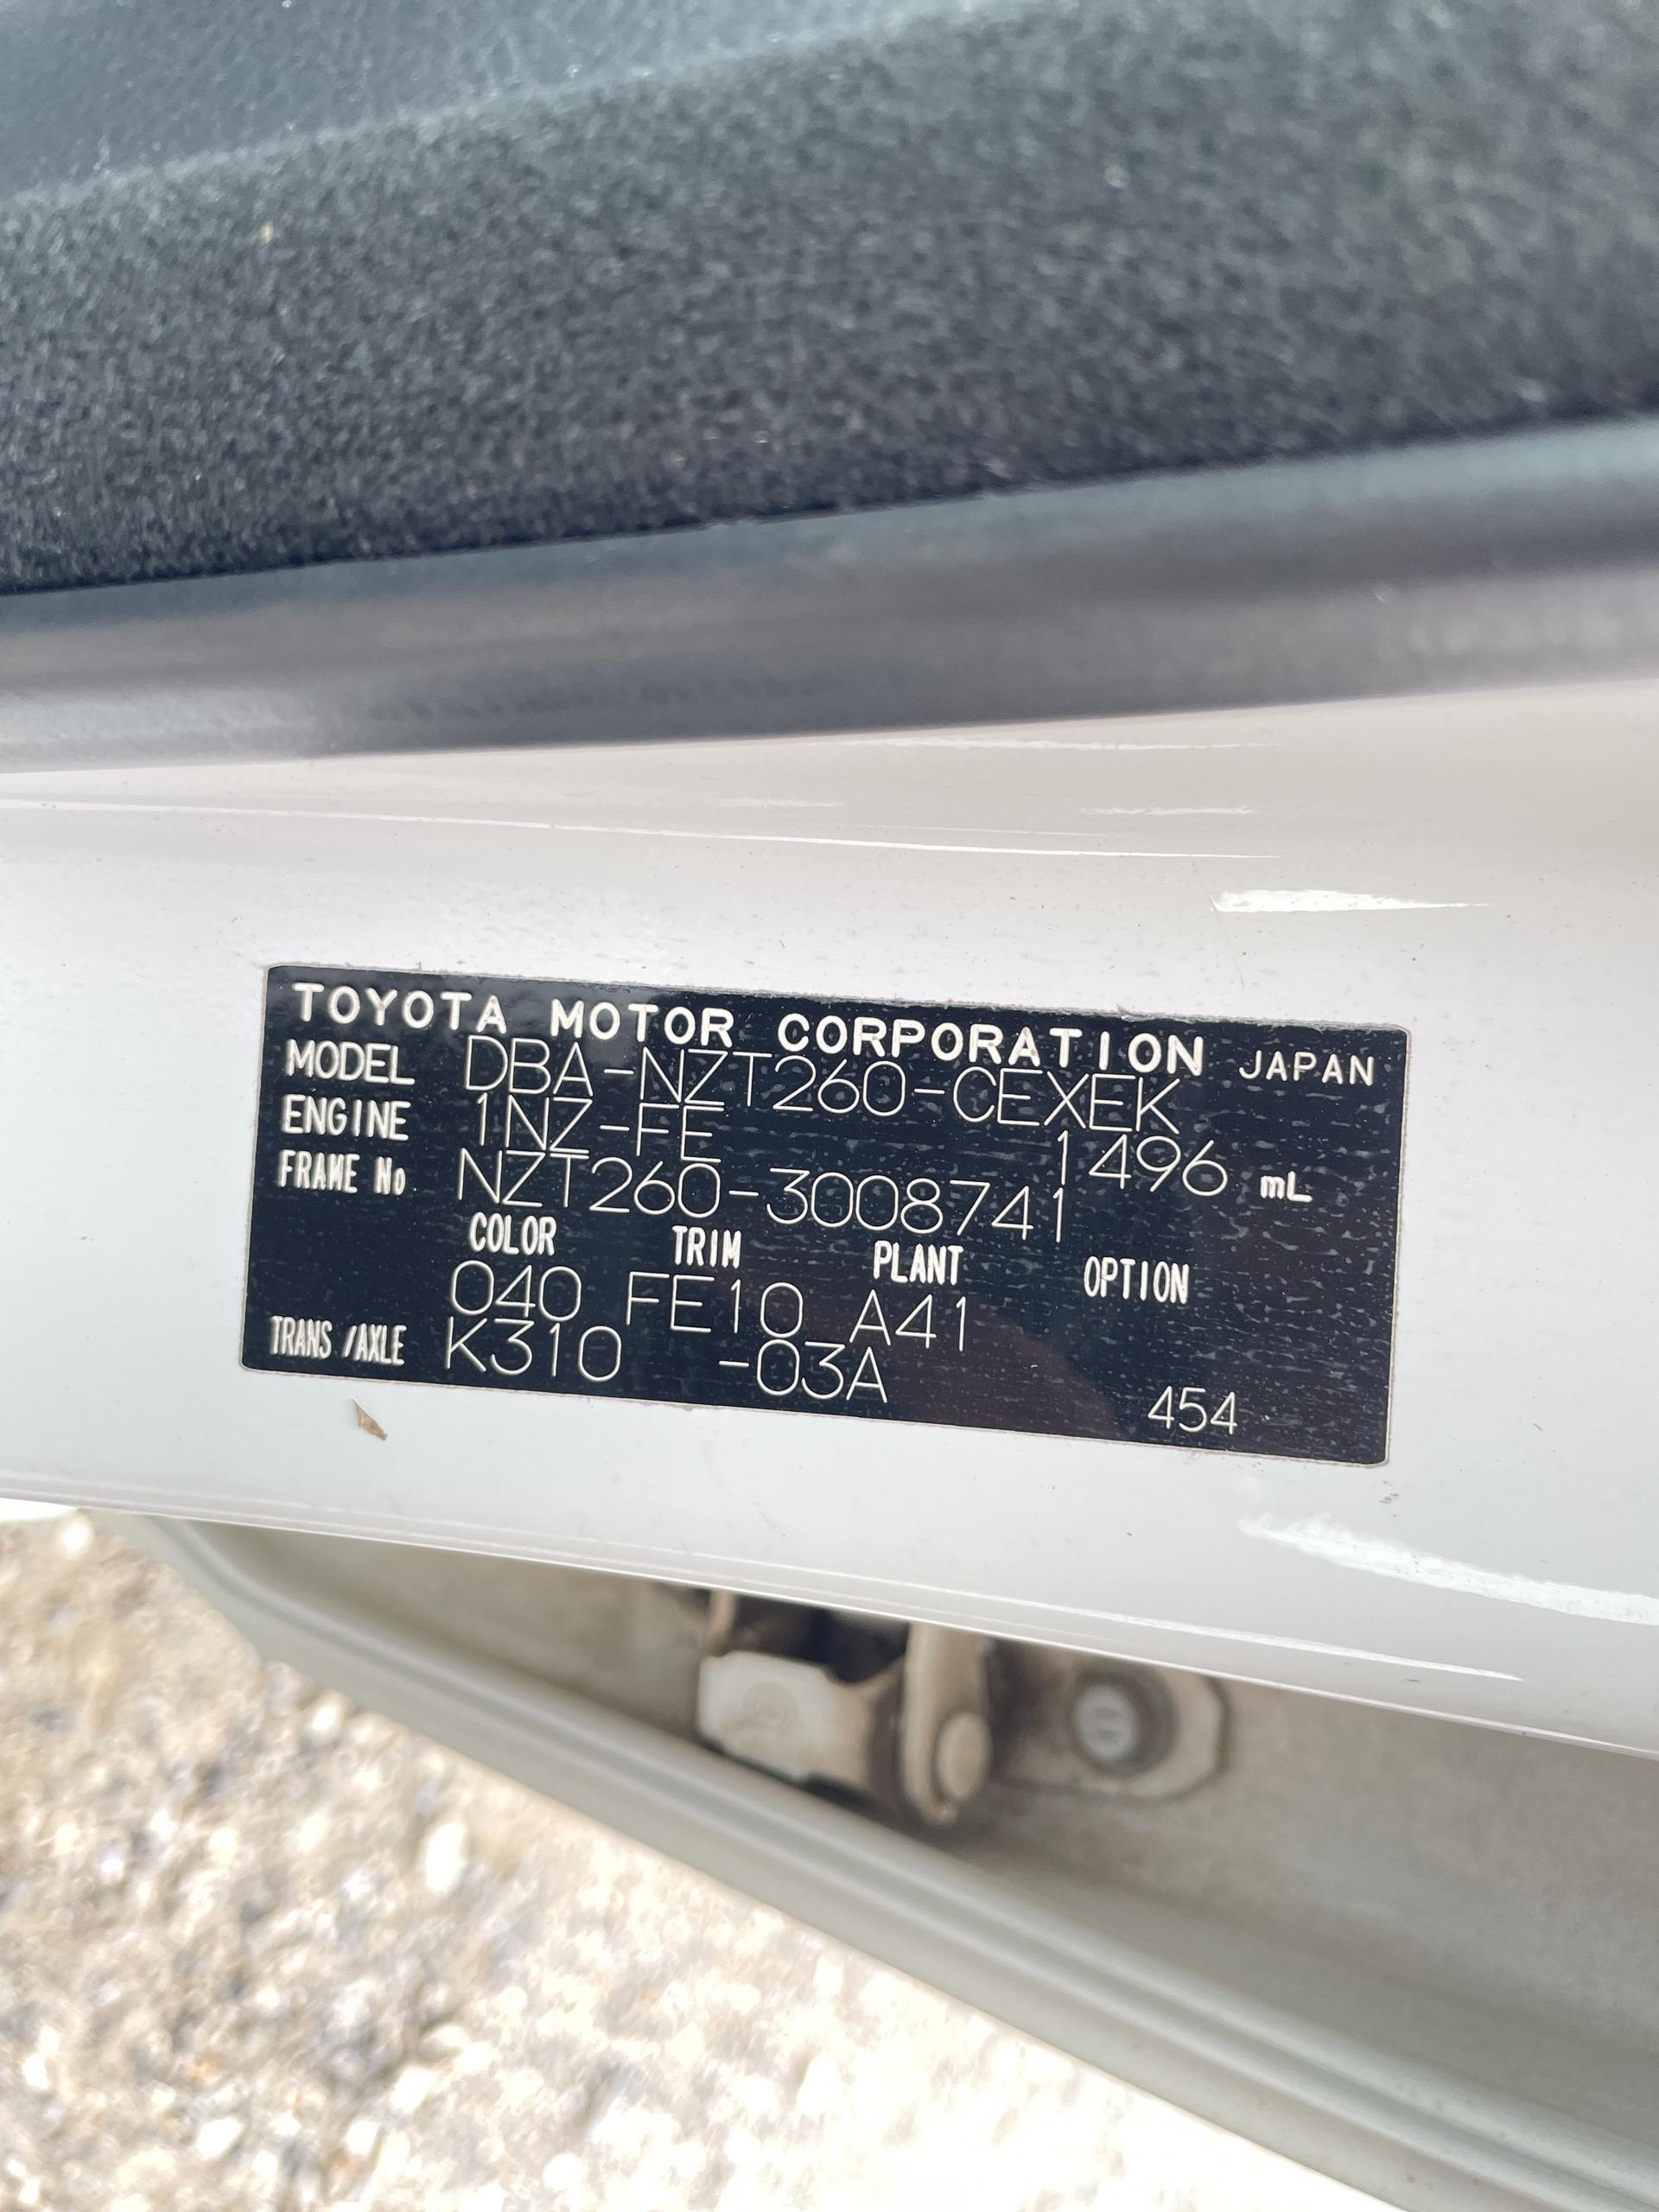 TOYOTA MOTOR CORPORATION JAPAN
MODEL DBA-NZT260-CEXEK
ENGINE 1NZ-FE 1496 mL
FRAME No NZT260-3008741
COLOR TRIM PLANT OPTION
040 FE10 A41
TRANS/AXLE K310 -03A
454